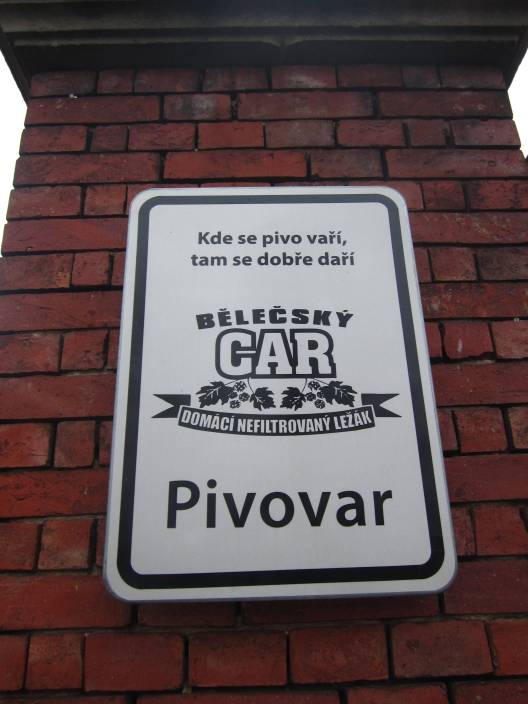 Kde se pivo vaří,
tam se dobře daří
BĚLEČSKÝ
CAR
DOMÁCÍ NEFILTROVANÝ LEŽÁK
Pivovar